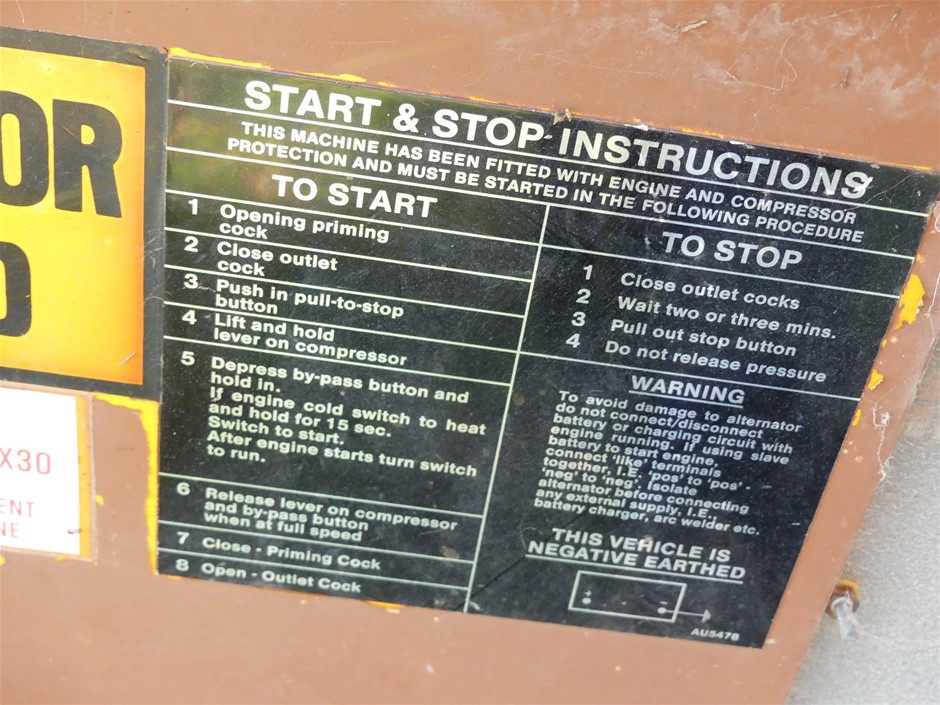 OR
D
X30
ENT
NE
START & STOP INSTRUCTIONS
THIS MACHINE HAS BEEN FITTED WITH ENGINE AND COMPRESSOR
PROTECTION AND MUST BE STARTED IN THE FOLLOWING PROCEDURE
TO START
1 Opening priming
cock
2 Close outlet
cock
3 Push in pull-to-stop
button
4 Lift and hold
lever on compressor
5 Depress by-pass button and
hold in.
If engine cold switch to heat
and hold for 15 sec.
Switch to start.
After engine starts turn switch
to run.
6 Release lever on compressor
and by-pass button
when at full speed
7 Close - Priming Cock
8 Open - Outlet Cock
TO STOP
1 Close outlet cocks
2 Wait two or three mins.
3 Pull out stop button
4 Do not release pressure
WARNING
To avoid damage to alternator
do not connect/disconnect
battery or charging circuit with
engine running. If using slave
battery to start engine,
connect 'like' terminals
together, I.E. 'pos' to 'pos' -
'neg' to 'neg'. Isolate
alternator before connecting
any external supply, I.E.,
battery charger, arc welder etc.
THIS VEHICLE IS
NEGATIVE EARTHED
+ -
AU5476